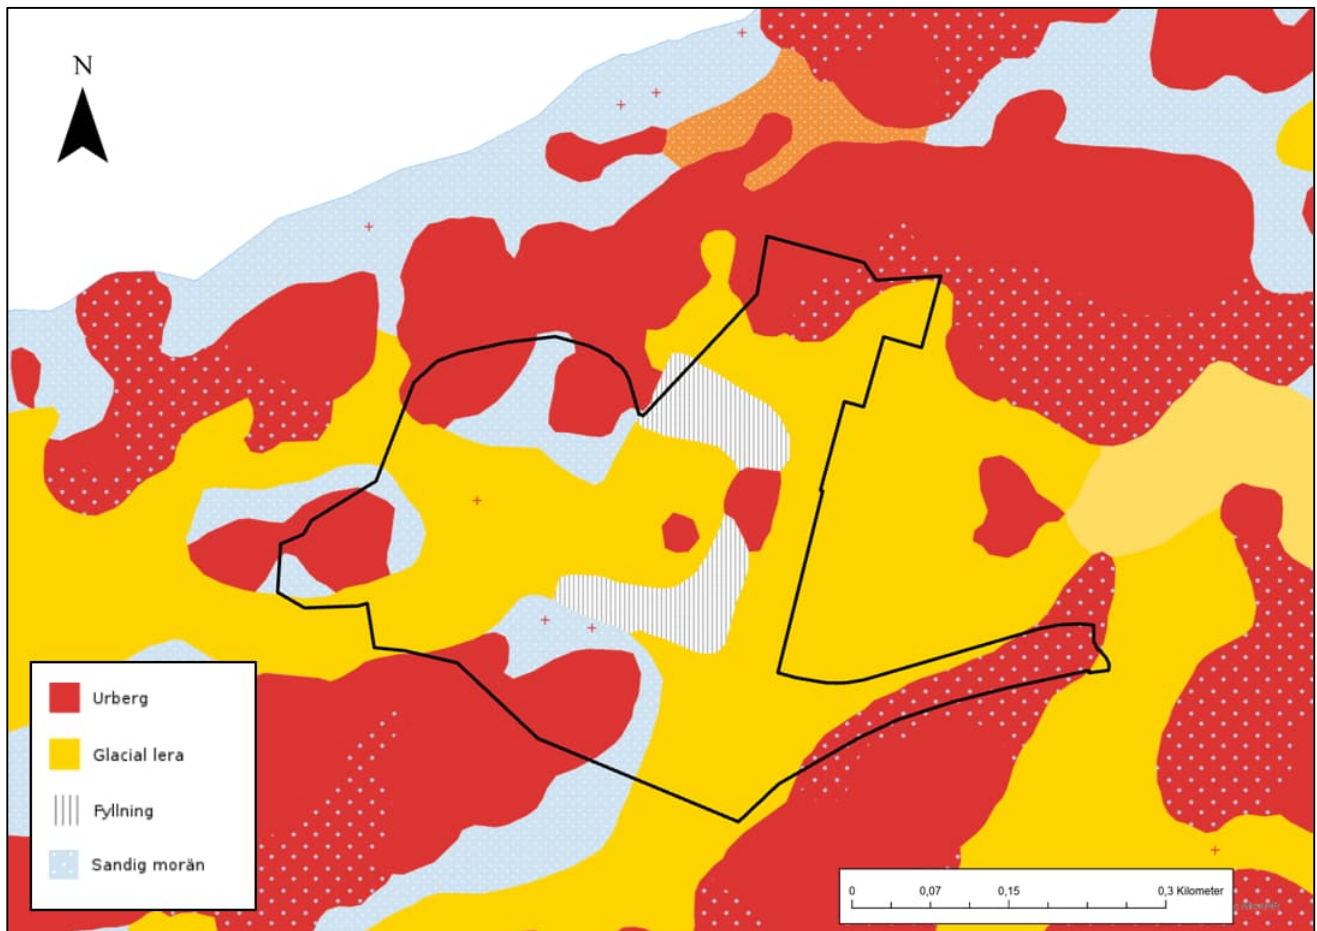 N
Urberg
Glacial lera
Fyllning
Sandig morän
0 0,07 0,15 0,3 Kilometer